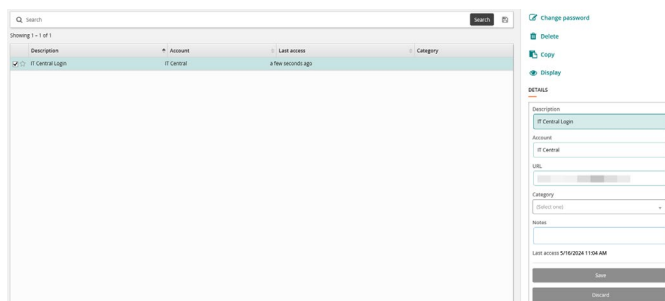 Search
Search
Showing 1 – 1 of 1
Description Account Last access Category
IT Central Login IT Central a few seconds ago
Change password
Delete
Copy
Display
DETAILS
Description
IT Central Login
Account
IT Central
URL
Category
(Select one)
Notes
Last access 5/16/2024 11:04 AM
Save
Discard